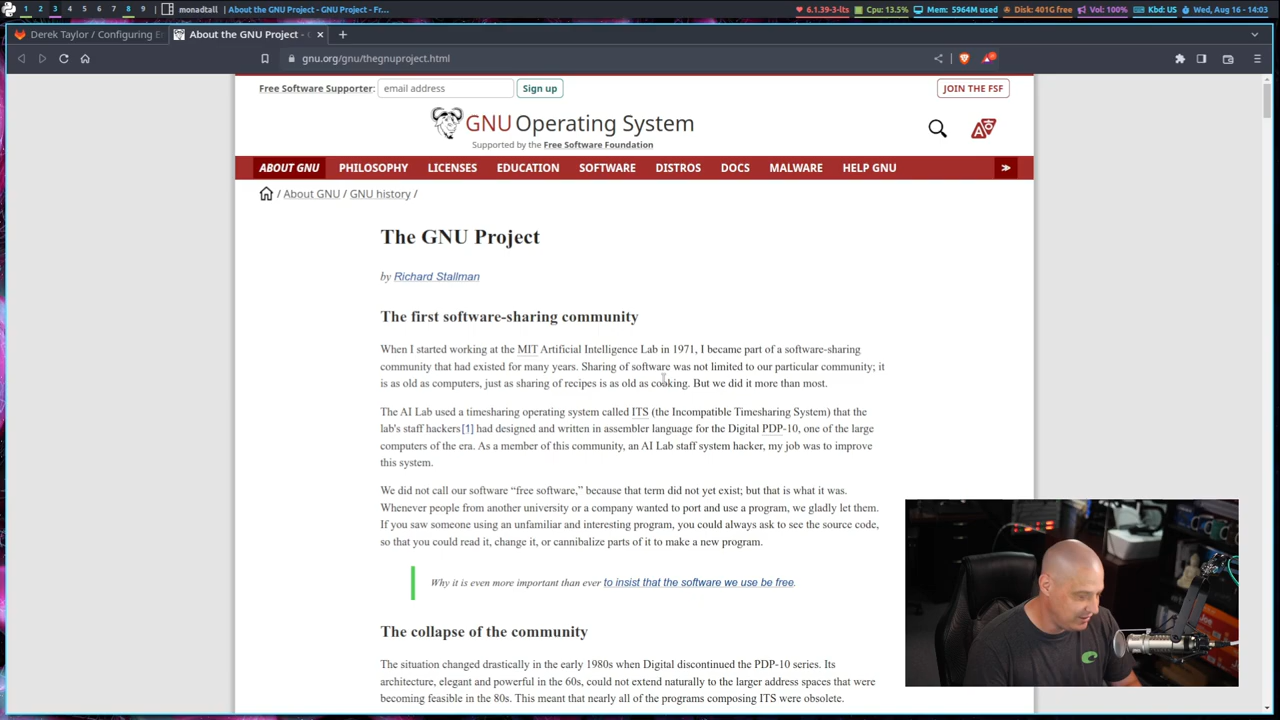 1 2 3 4 5 6 7 8 9 monadtall About the GNU Project - GNU Project - Fr... 6.1.39-3-lts Cpu: 13.5% Mem: 5964M used Disk: 401G free Vol: 100% Kbd: US Wed, Aug 16 - 14:03
Derek Taylor / Configuring E About the GNU Project -
gnu.org/gnu/thegnuproject.html
Free Software Supporter: email address Sign up JOIN THE FSF
GNU Operating System
Supported by the Free Software Foundation
ABOUT GNU PHILOSOPHY LICENSES EDUCATION SOFTWARE DISTROS DOCS MALWARE HELP GNU
/ About GNU / GNU history /
The GNU Project
by Richard Stallman
The first software-sharing community
When I started working at the MIT Artificial Intelligence Lab in 1971, I became part of a software-sharing
community that had existed for many years. Sharing of software was not limited to our particular community; it
is as old as computers, just as sharing of recipes is as old as cooking. But we did it more than most.
The AI Lab used a timesharing operating system called ITS (the Incompatible Timesharing System) that the
lab's staff hackers[1] had designed and written in assembler language for the Digital PDP-10, one of the large
computers of the era. As a member of this community, an AI Lab staff system hacker, my job was to improve
this system.
We did not call our software “free software,” because that term did not yet exist; but that is what it was.
Whenever people from another university or a company wanted to port and use a program, we gladly let them.
If you saw someone using an unfamiliar and interesting program, you could always ask to see the source code,
so that you could read it, change it, or cannibalize parts of it to make a new program.
Why it is even more important than ever to insist that the software we use be free.
The collapse of the community
The situation changed drastically in the early 1980s when Digital discontinued the PDP-10 series. Its
architecture, elegant and powerful in the 60s, could not extend naturally to the larger address spaces that were
becoming feasible in the 80s. This meant that nearly all of the programs composing ITS were obsolete.